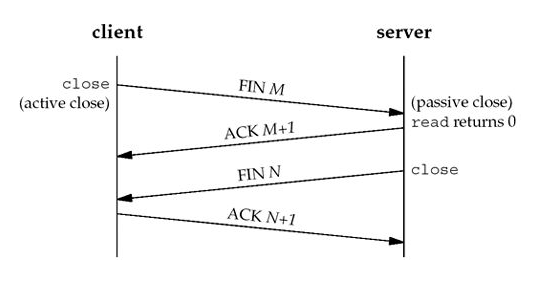 client
server
close
(active close)
FIN M
(passive close)
read returns 0
ACK M+1
FIN N
close
ACK N+1